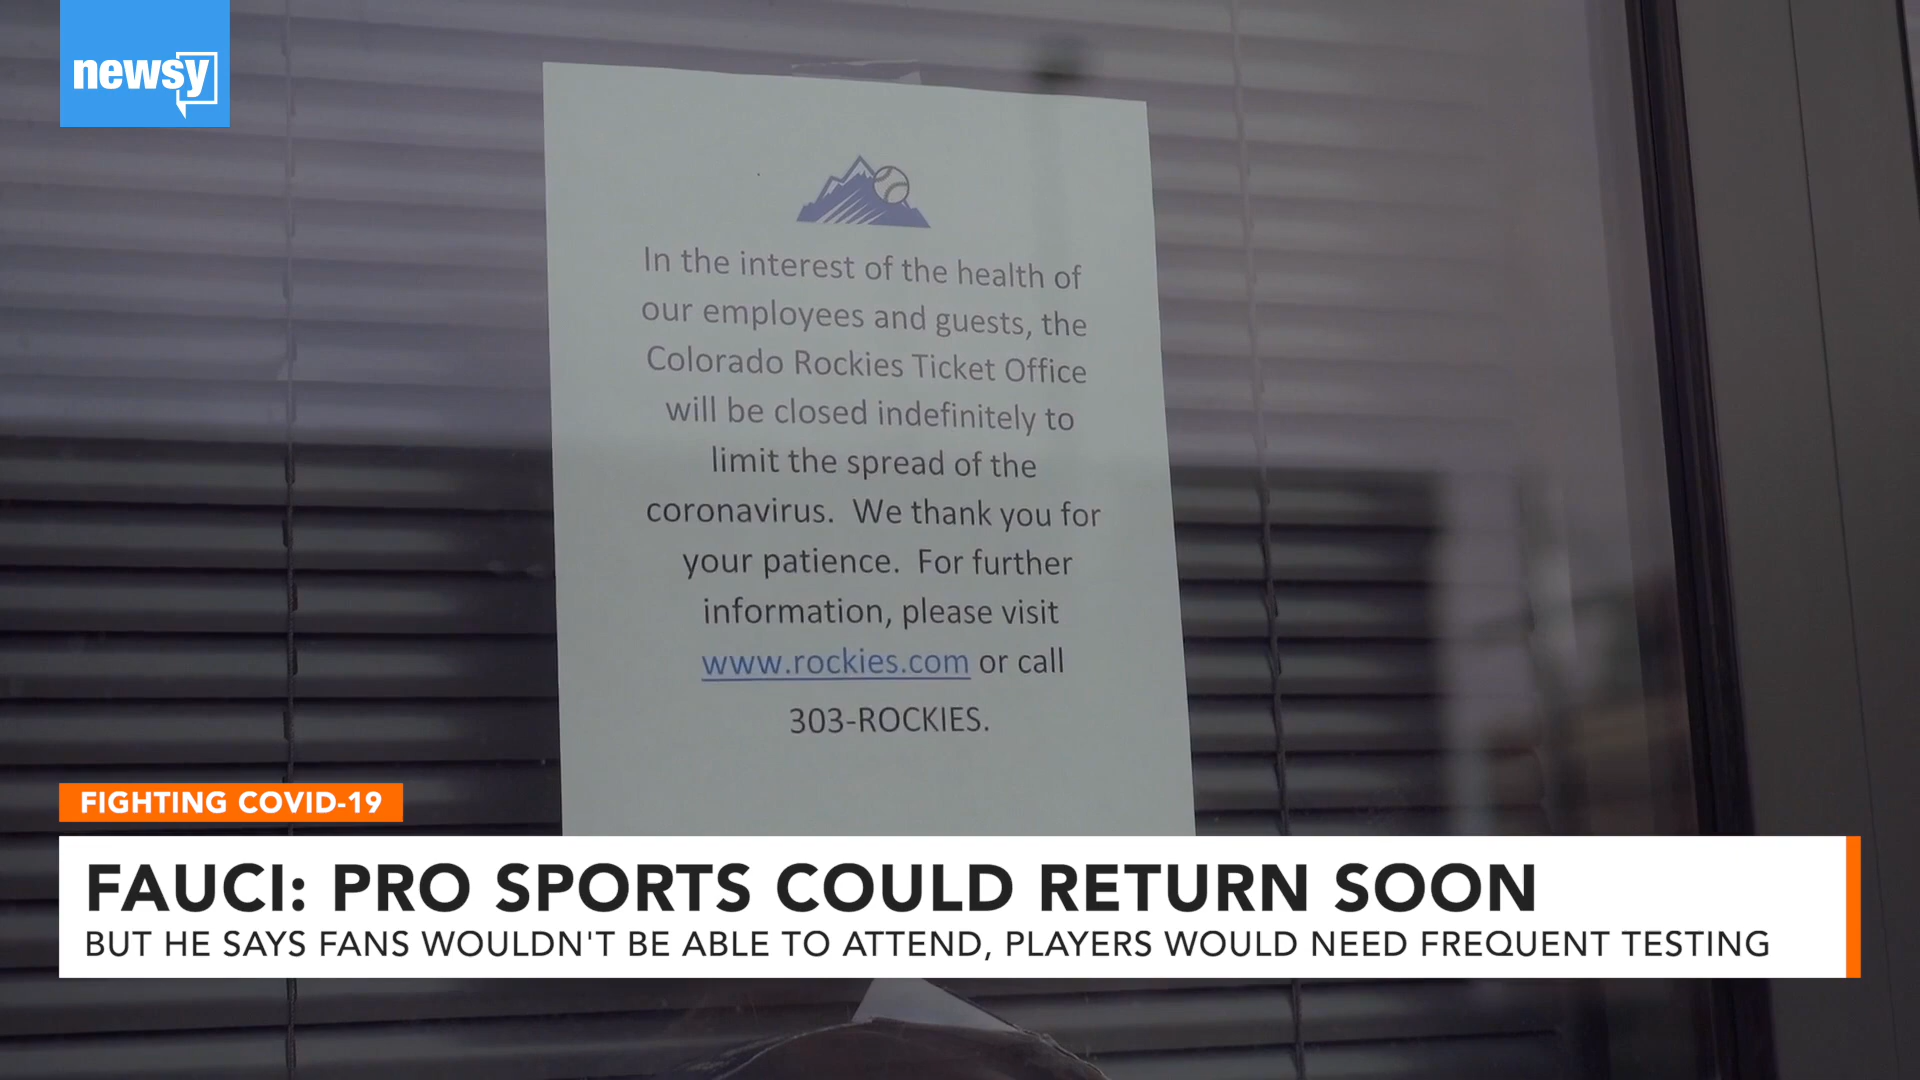 newsy
In the interest of the health of
our employees and guests, the
Colorado Rockies Ticket Office
will be closed indefinitely to
limit the spread of the
coronavirus.  We thank you for
your patience.  For further
information, please visit
www.rockies.com or call
303-ROCKIES.
FIGHTING COVID-19
FAUCI: PRO SPORTS COULD RETURN SOON
BUT HE SAYS FANS WOULDN'T BE ABLE TO ATTEND, PLAYERS WOULD NEED FREQUENT TESTING